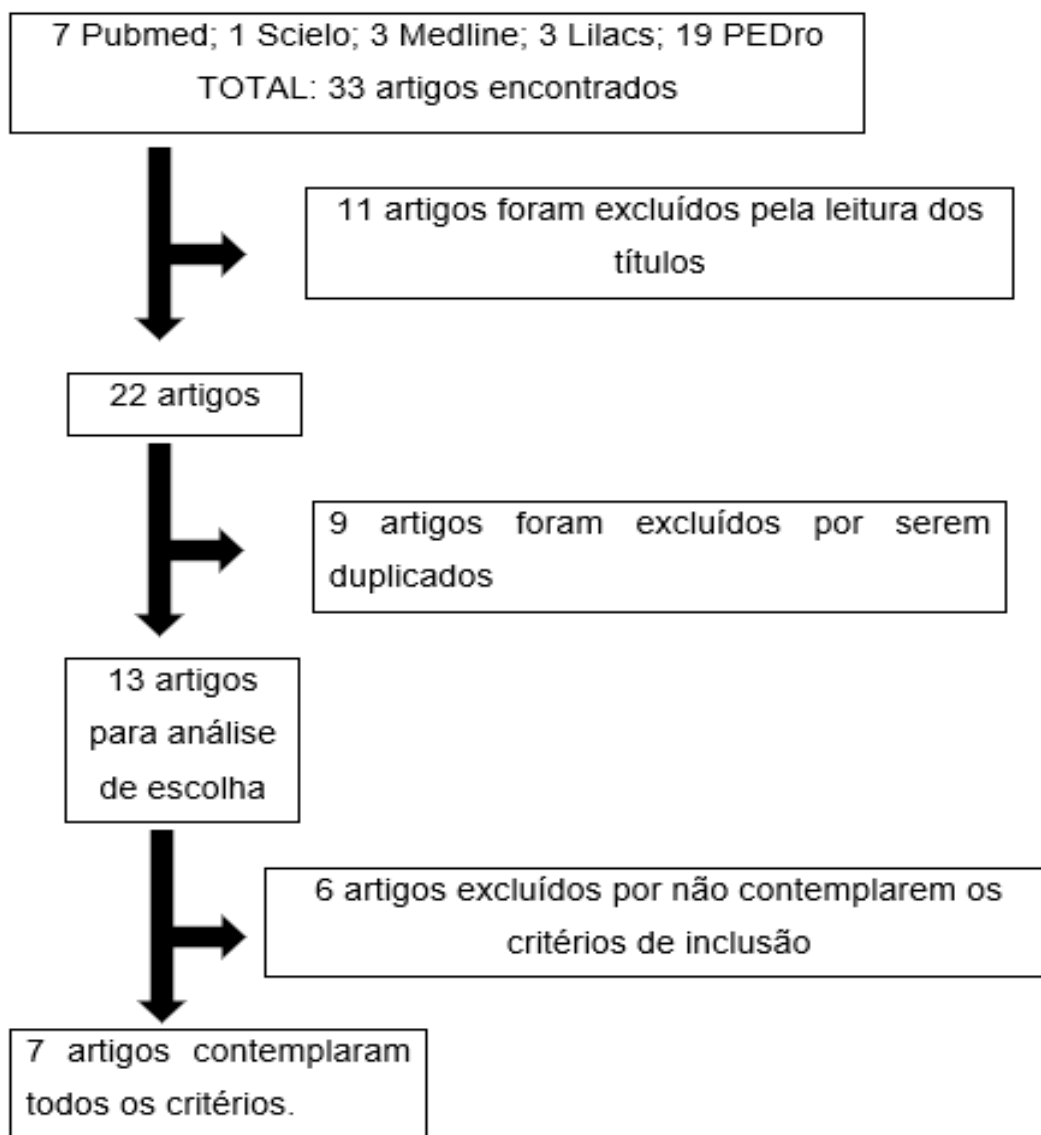 7 Pubmed; 1 Scielo; 3 Medline; 3 Lilacs; 19 PEDro
TOTAL: 33 artigos encontrados
11 artigos foram excluídos pela leitura dos
títulos
22 artigos
9 artigos foram excluídos por serem
duplicados
13 artigos
para análise
de escolha
6 artigos excluídos por não contemplarem os
critérios de inclusão
7 artigos contemplaram
todos os critérios.